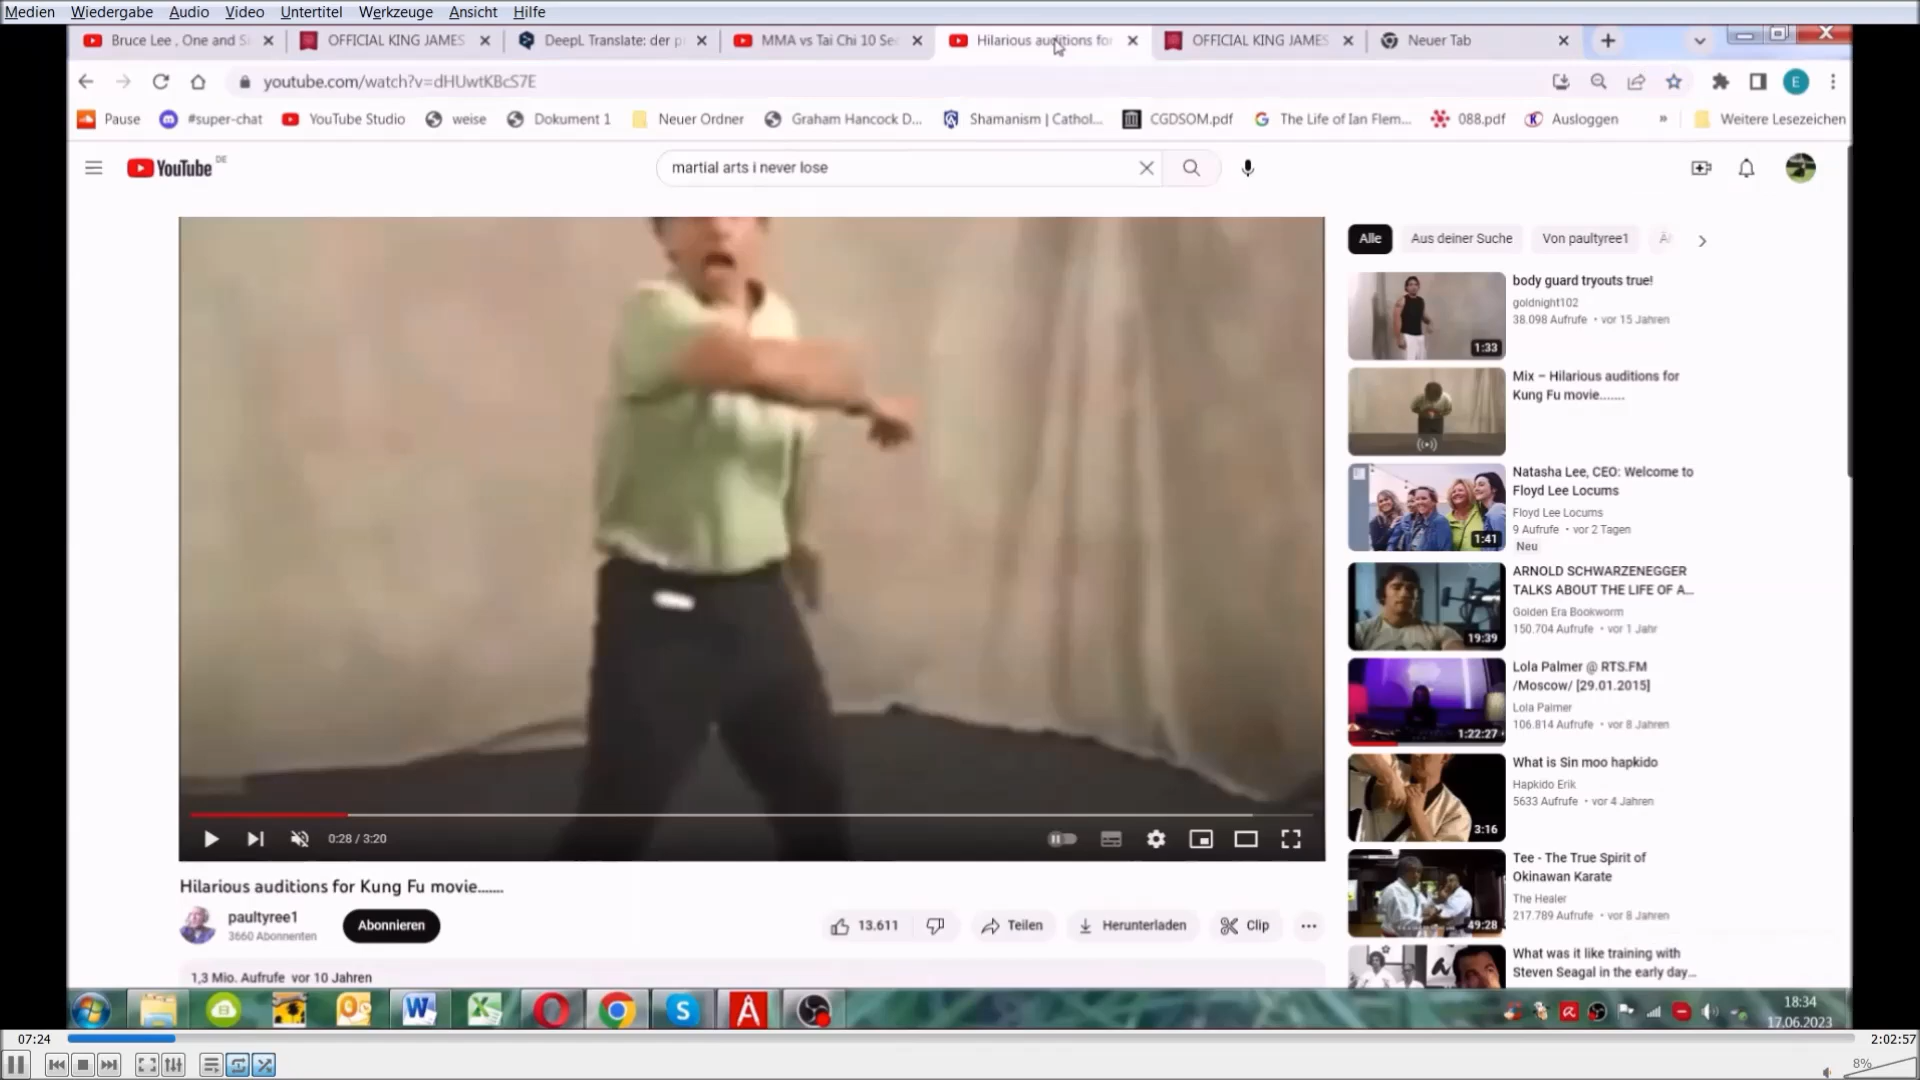 Medien Wiedergabe Audio Video Untertitel Werkzeuge Ansicht Hilfe
Bruce Lee , One and S OFFICIAL KING JAMES DeepL Translate: der p MMA vs Tai Chi 10 Se Hilarious auditions for OFFICIAL KING JAMES Neuer Tab
youtube.com/watch?v=dHUwtKBcS7E E
Pause #super-chat YouTube Studio weise Dokument 1 Neuer Ordner Graham Hancock D... Shamanism | Cathol... CGDSOM.pdf The Life of Ian Flem... 088.pdf Ausloggen » Weitere Lesezeichen
YouTube DE martial arts i never lose
Alle Aus deiner Suche Von paultyree1
body guard tryouts true!
goldnight102
38.098 Aufrufe • vor 15 Jahren
1:33
Mix – Hilarious auditions for
Kung Fu movie.......
Natasha Lee, CEO: Welcome to
Floyd Lee Locums
Floyd Lee Locums
9 Aufrufe • vor 2 Tagen
1:41
Neu
ARNOLD SCHWARZENEGGER
TALKS ABOUT THE LIFE OF A...
Golden Era Bookworm
150.704 Aufrufe • vor 1 Jahr
19:39
Lola Palmer @ RTS.FM
/Moscow/ [29.01.2015]
Lola Palmer
106.814 Aufrufe • vor 8 Jahren
1:22:27
What is Sin moo hapkido
Hapkido Erik
5633 Aufrufe • vor 4 Jahren
3:16
Tee - The True Spirit of
Okinawan Karate
The Healer
217.789 Aufrufe • vor 8 Jahren
49:28
What was it like training with
Steven Seagal in the early day...
0:28 / 3:20
Hilarious auditions for Kung Fu movie.......
paultyree1
3660 Abonnenten
Abonnieren
13.611 Teilen Herunterladen Clip
1,3 Mio. Aufrufe vor 10 Jahren
18:34
17.06.2023
07:24 2:02:57
8%